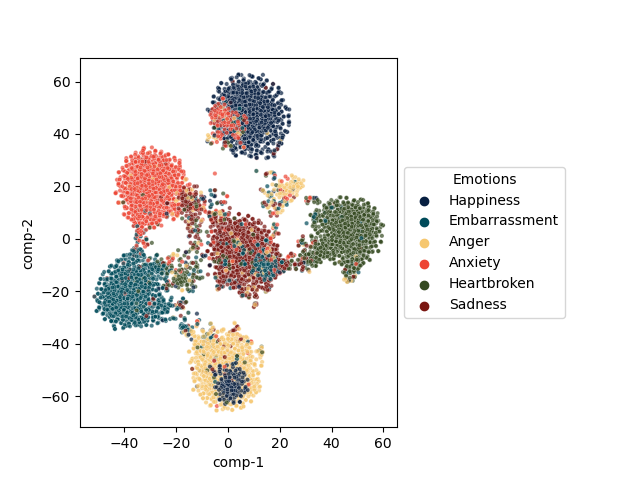 60
40
20
0
−20
−40
−60
comp-2
−40
−20
0
20
40
60
comp-1
Emotions
Happiness
Embarrassment
Anger
Anxiety
Heartbroken
Sadness